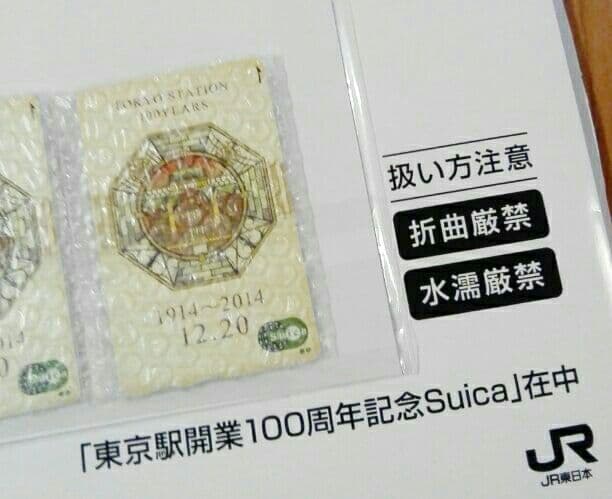 TOKYO STATION
100YEARS
1914～2014
12.20
扱い方注意
折曲厳禁
水濡厳禁
「東京駅開業100周年記念Suica」在中
JR
JR東日本